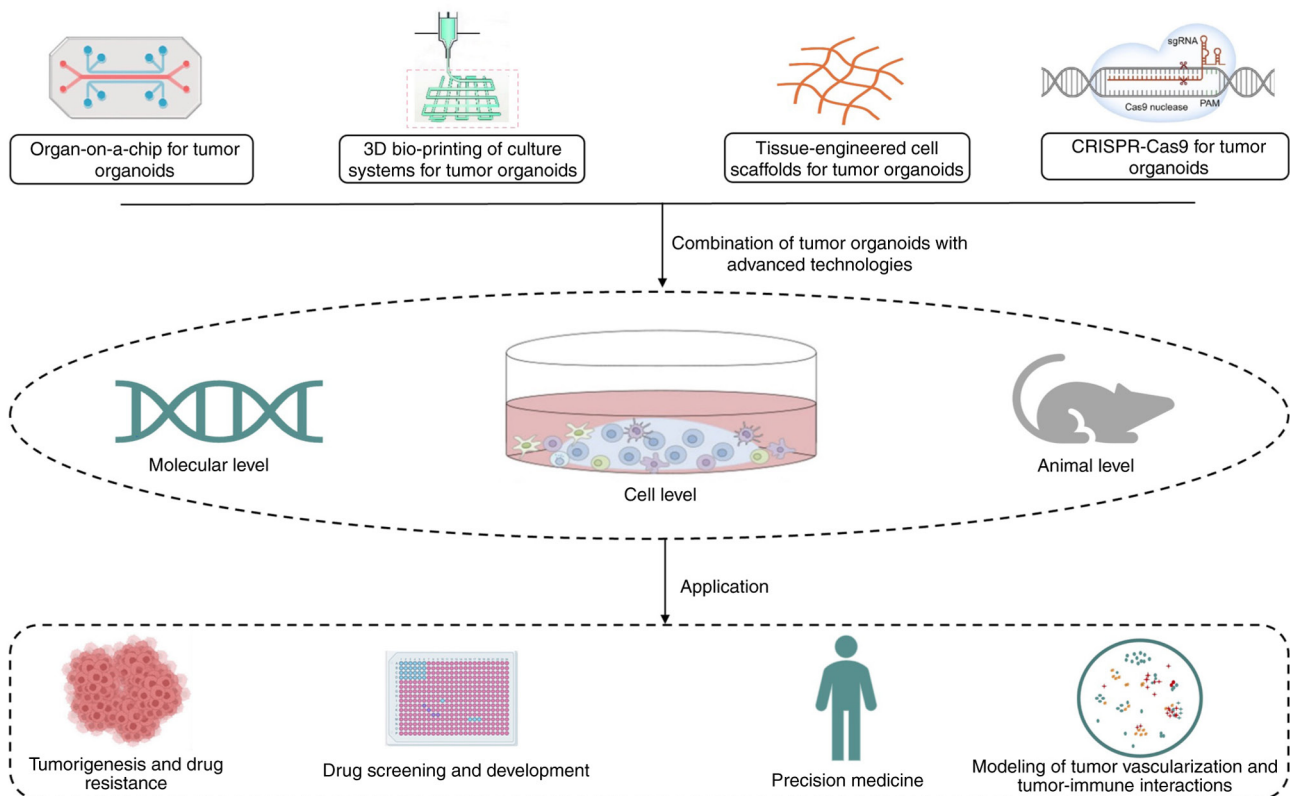 sgRNA
Cas9 nuclease
PAM
Organ-on-a-chip for tumor
organoids
3D bio-printing of culture
systems for tumor organoids
Tissue-engineered cell
scaffolds for tumor organoids
CRISPR-Cas9 for tumor
organoids
Combination of tumor organoids with
advanced technologies
Molecular level
Cell level
Animal level
Application
Tumorigenesis and drug
resistance
Drug screening and development
Precision medicine
Modeling of tumor vascularization and
tumor-immune interactions